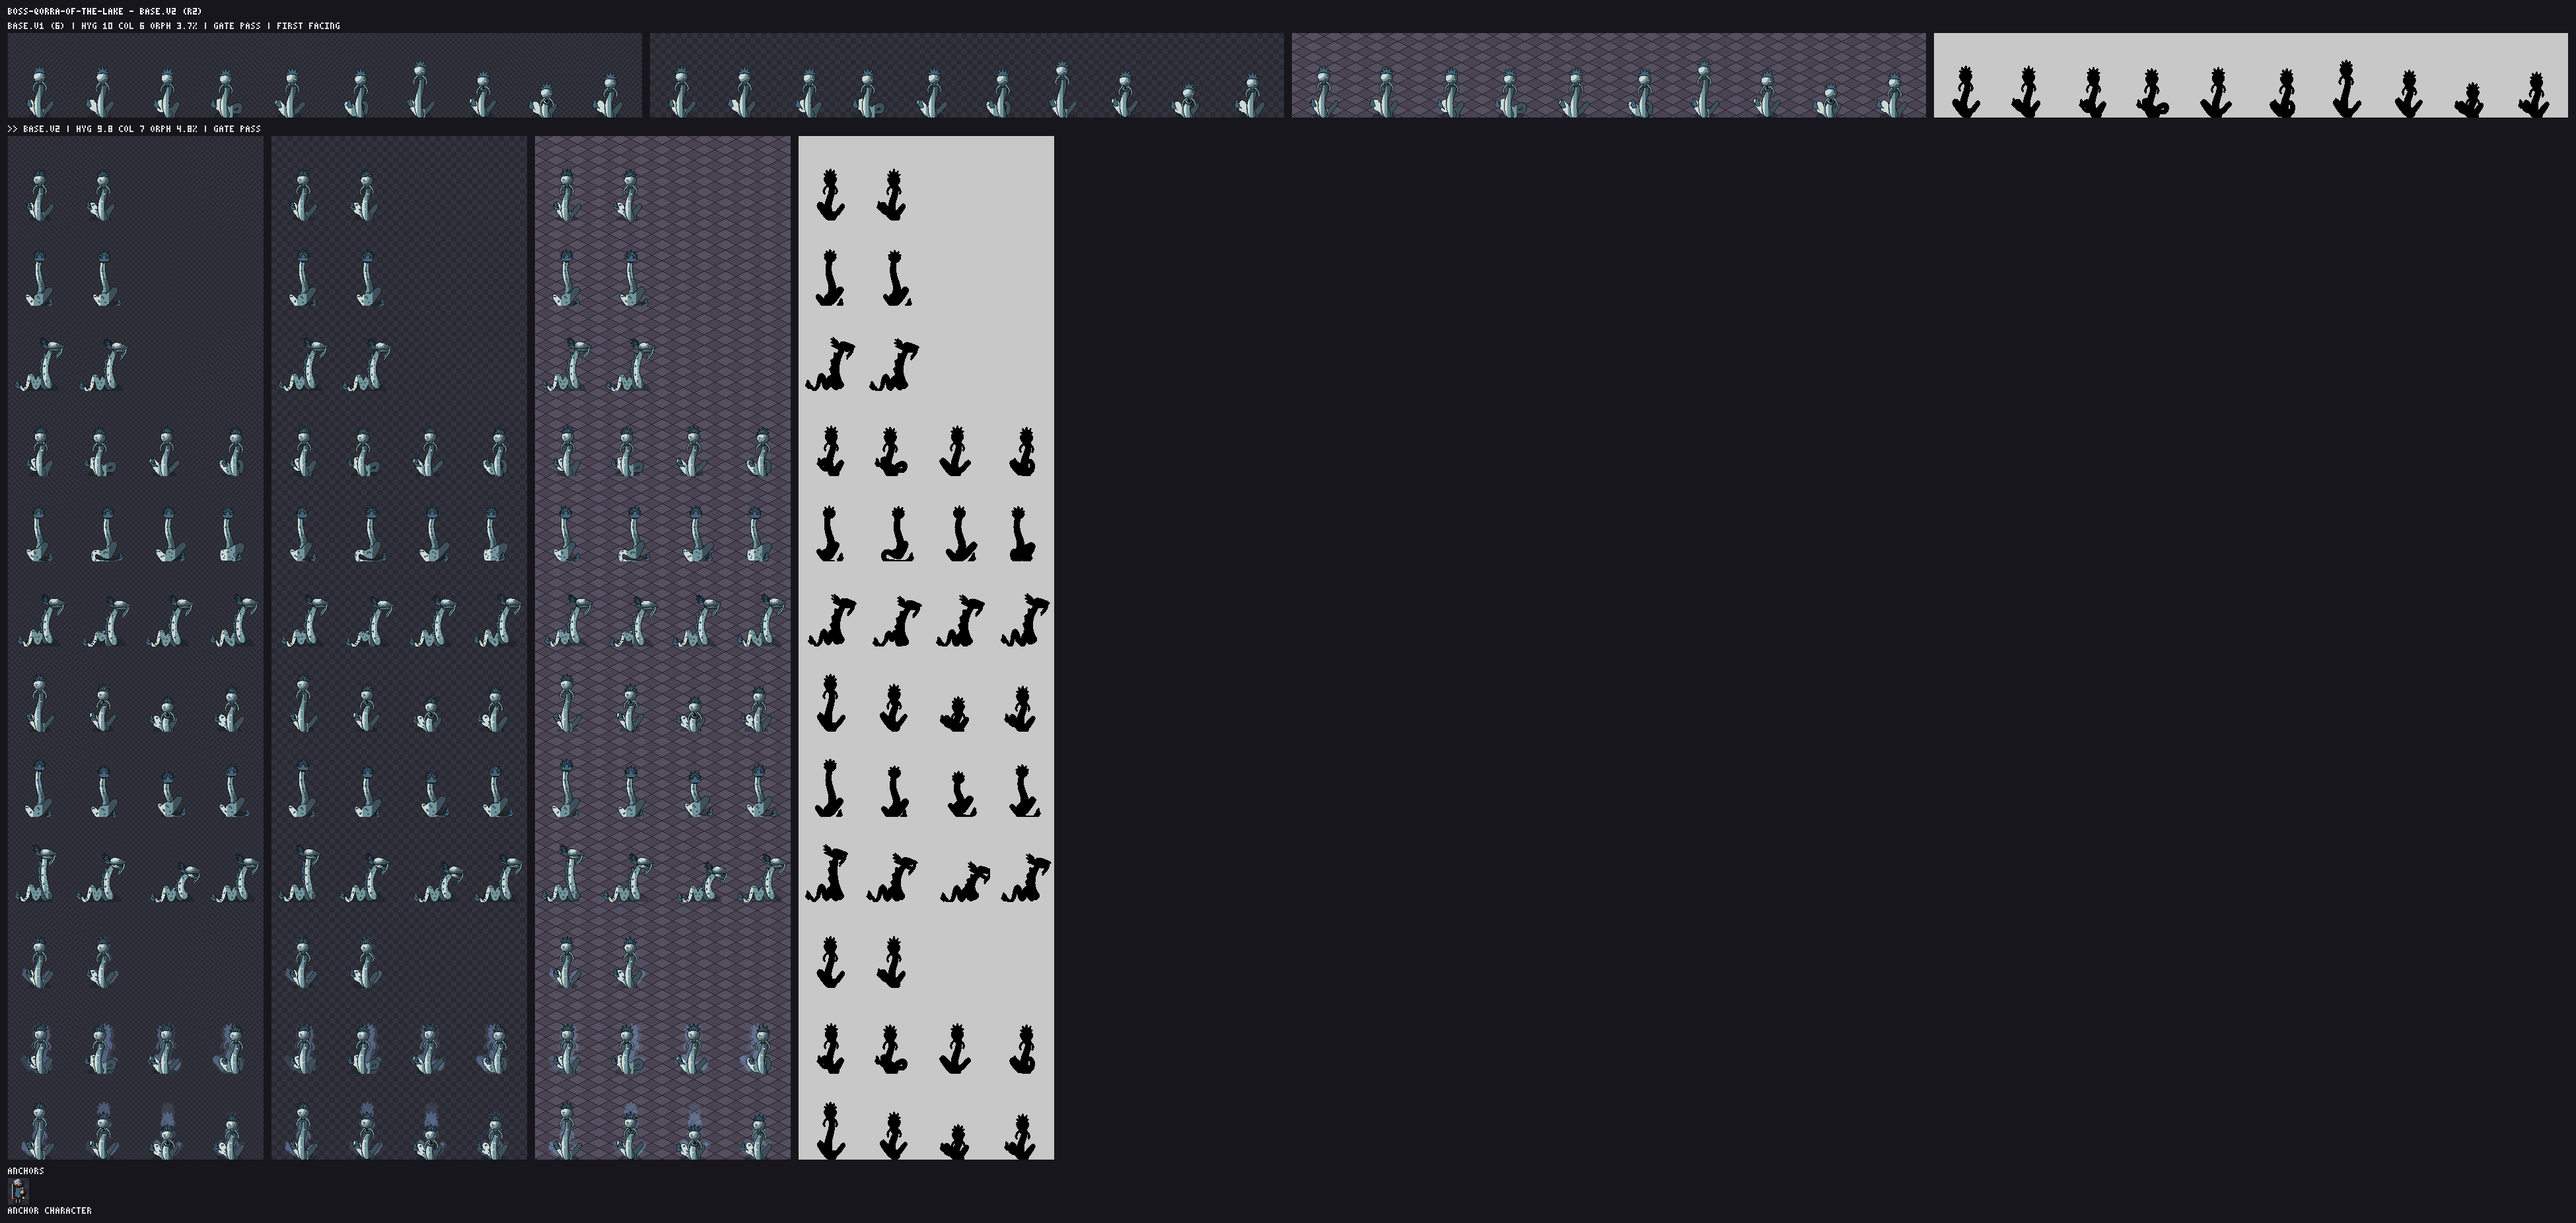 BOSS-QORRA-OF-THE-LAKE - BASE.V2 (R2)
BASE.V1 (6) | HYG 10 COL 6 ORPH 3.7% | GATE PASS | FIRST FACING
>> BASE.V2 | HYG 9.8 COL 7 ORPH 4.8% | GATE PASS
ANCHORS
ANCHOR CHARACTER